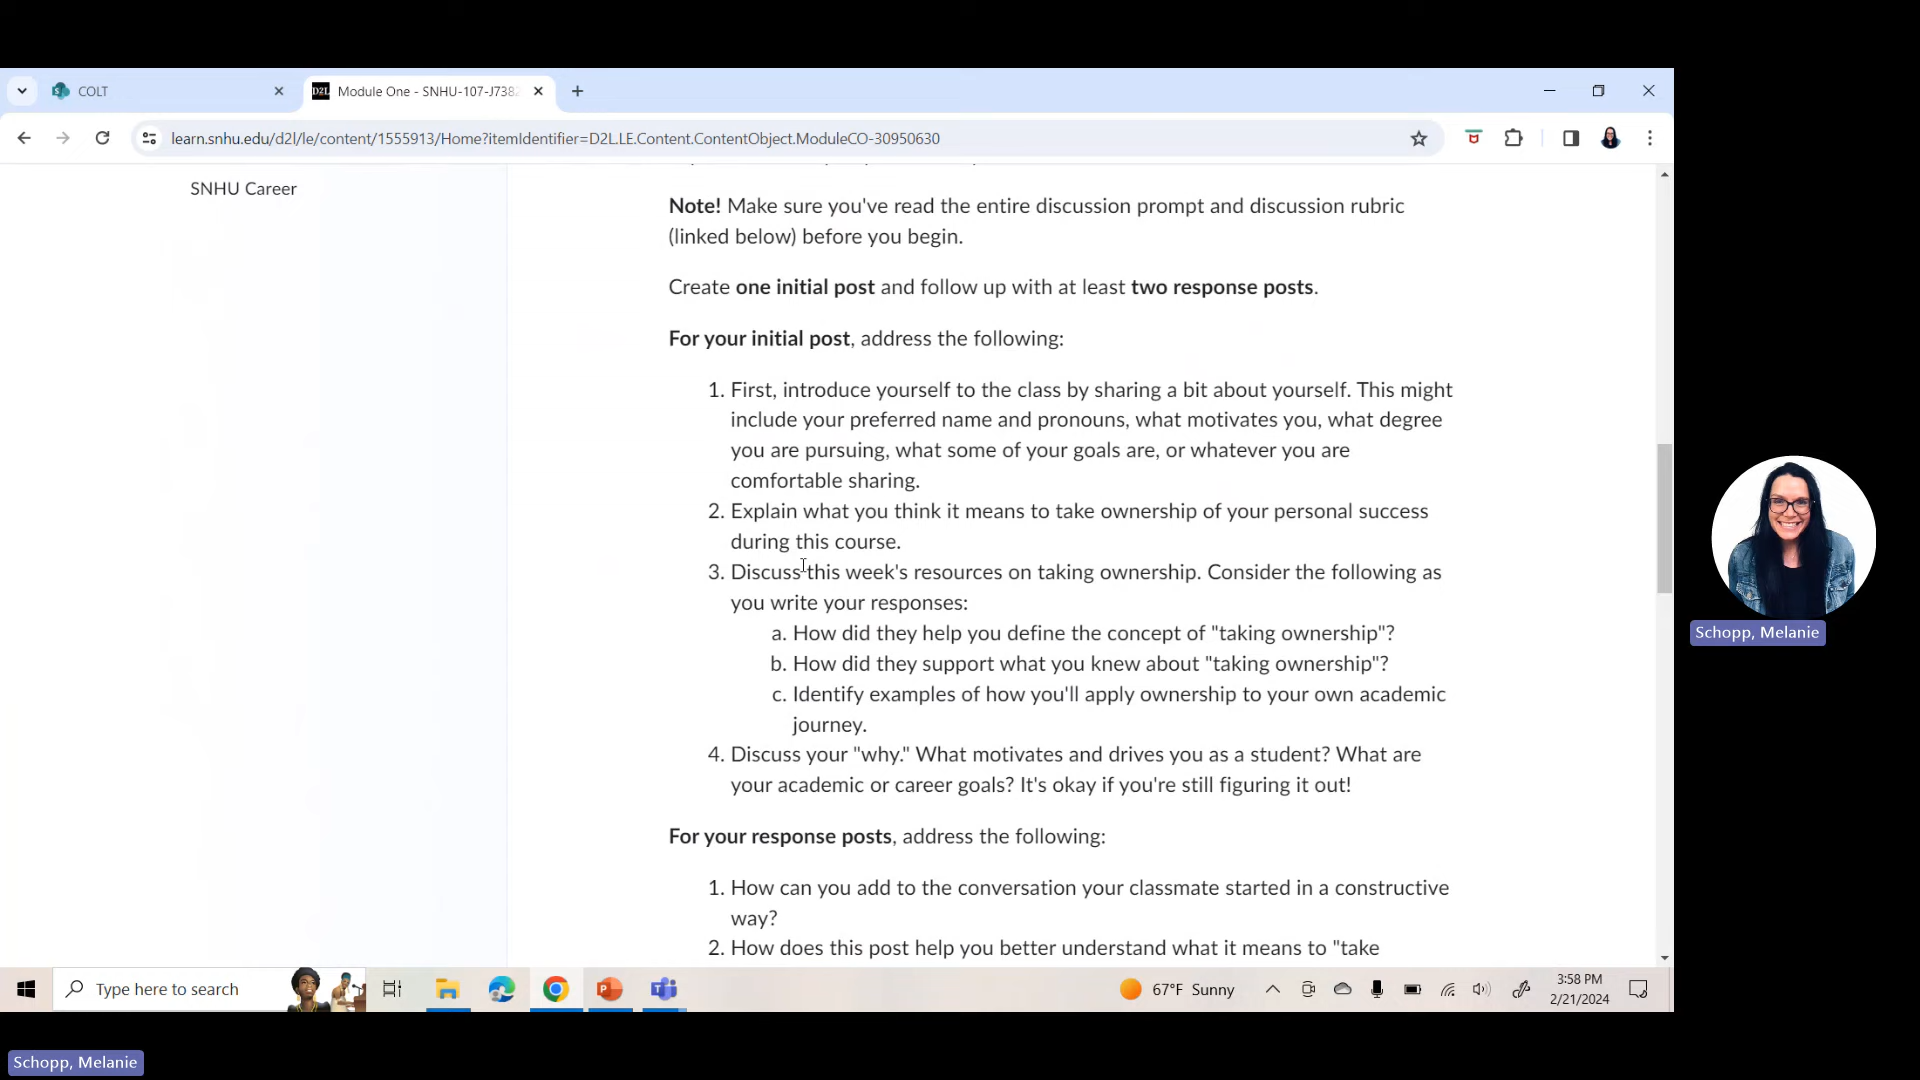 COLT
D2L Module One - SNHU-107-J738
learn.snhu.edu/d2l/le/content/1555913/Home?itemIdentifier=D2L.LE.Content.ContentObject.ModuleCO-30950630
SNHU Career
Note! Make sure you've read the entire discussion prompt and discussion rubric
(linked below) before you begin.
Create one initial post and follow up with at least two response posts.
For your initial post, address the following:
1. First, introduce yourself to the class by sharing a bit about yourself. This might
include your preferred name and pronouns, what motivates you, what degree
you are pursuing, what some of your goals are, or whatever you are
comfortable sharing.
2. Explain what you think it means to take ownership of your personal success
during this course.
3. Discuss this week's resources on taking ownership. Consider the following as
you write your responses:
a. How did they help you define the concept of "taking ownership"?
b. How did they support what you knew about "taking ownership"?
c. Identify examples of how you'll apply ownership to your own academic
journey.
4. Discuss your "why." What motivates and drives you as a student? What are
your academic or career goals? It's okay if you're still figuring it out!
For your response posts, address the following:
1. How can you add to the conversation your classmate started in a constructive
way?
2. How does this post help you better understand what it means to "take
Schopp, Melanie
Type here to search
67°F Sunny
3:58 PM
2/21/2024
Schopp, Melanie